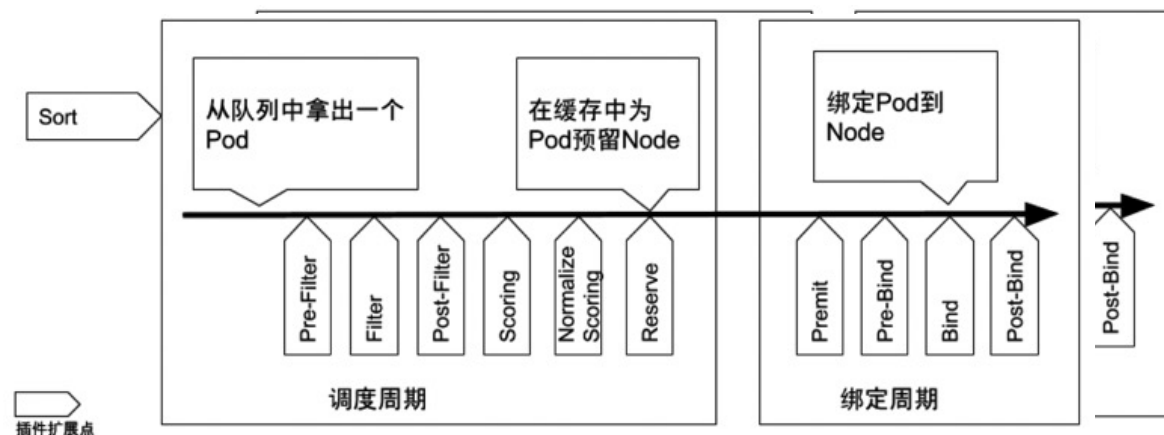 Sort
从队列中拿出一个
Pod
在缓存中为
Pod预留Node
绑定Pod到
Node
Pre-Filter
Filter
Post-Filter
Scoring
Normalize
Scoring
Reserve
Premit
Pre-Bind
Bind
Post-Bind
Post-Bind
调度周期
绑定周期
插件扩展点